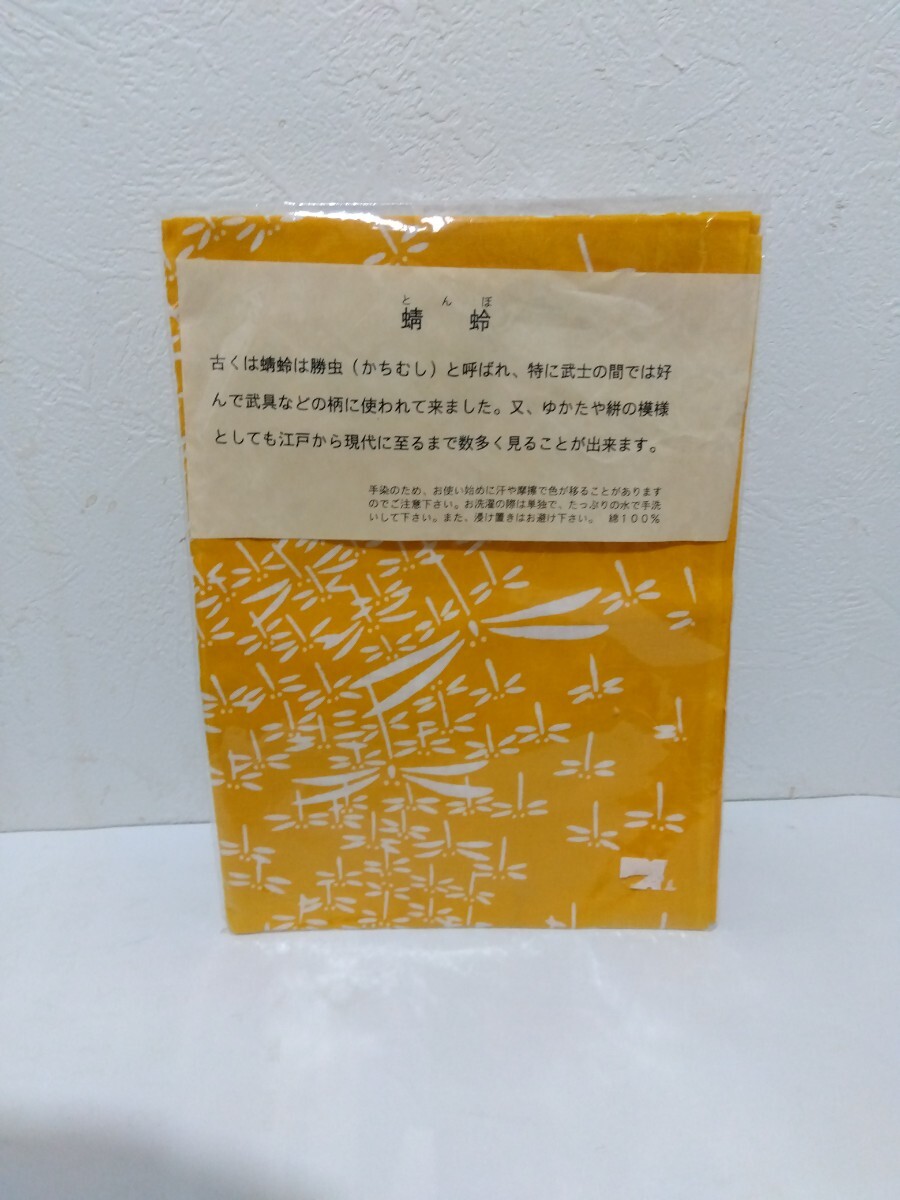 とんぼ
蜻蛉
古くは蜻蛉は勝虫（かちむし）と呼ばれ、特に武士の間では好
んで武具などの柄に使われて来ました。又、ゆかたや絣の模様
としても江戸から現代に至るまで数多く見ることが出来ます。
手染のため、お使い始めに汗や摩擦で色が移ることがあります
のでご注意下さい。お洗濯の際は単独で、たっぷりの水で手洗
いして下さい。また、浸け置きはお避け下さい。　綿１００％